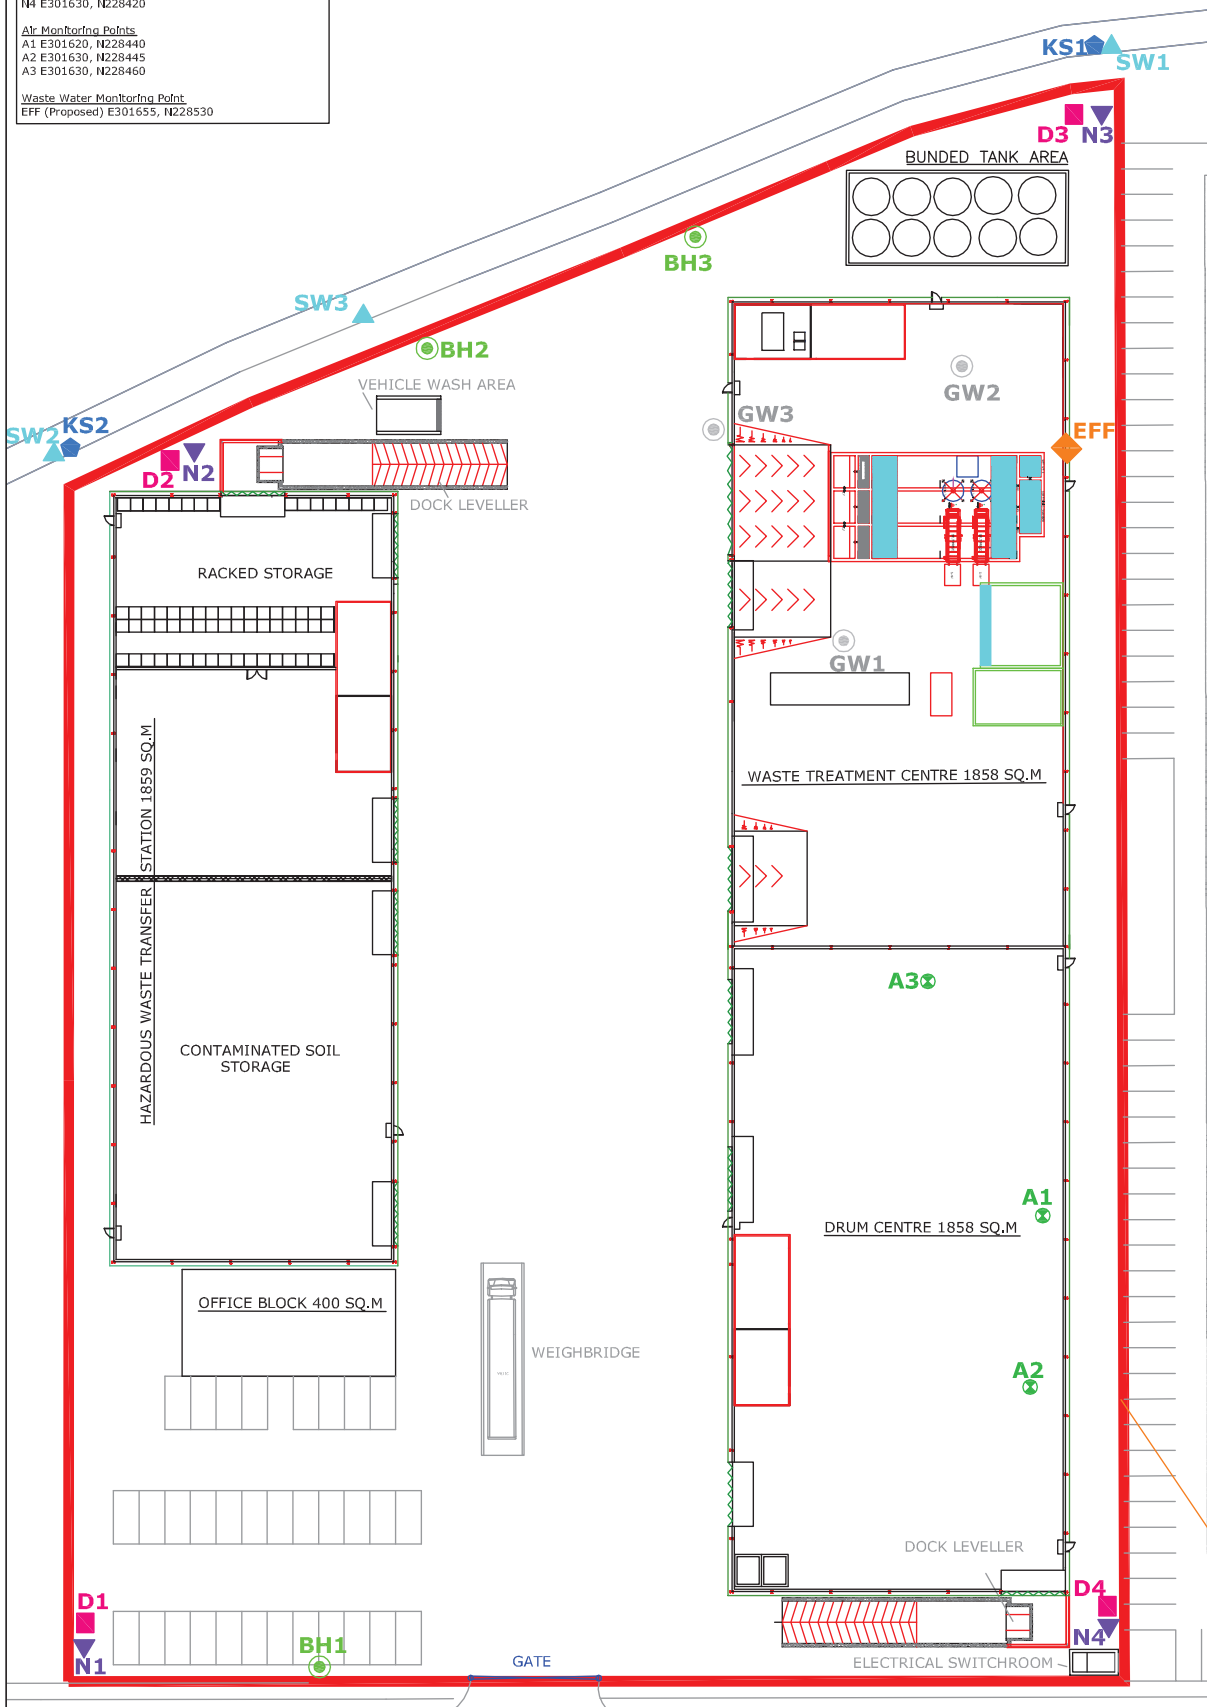 N4 E301630, N228420
Air Monitoring Points
A1 E301620, N228440
A2 E301630, N228445
A3 E301630, N228460
Waste Water Monitoring Point
EFF (Proposed) E301655, N228530
KS1
SW1
D3 N3
BUNDED TANK AREA
BH3
SW3
BH2
VEHICLE WASH AREA
GW2
GW3
KS2
SW2
EFF
D2 N2
DOCK LEVELLER
RACKED STORAGE
GW1
HAZARDOUS WASTE TRANSFER STATION 1859 SQ.M
WASTE TREATMENT CENTRE 1858 SQ.M
A3
CONTAMINATED SOIL
STORAGE
A1
DRUM CENTRE 1858 SQ.M
OFFICE BLOCK 400 SQ.M
WEIGHBRIDGE
A2
DOCK LEVELLER
D1
D4
N1
BH1
N4
GATE
ELECTRICAL SWITCHROOM